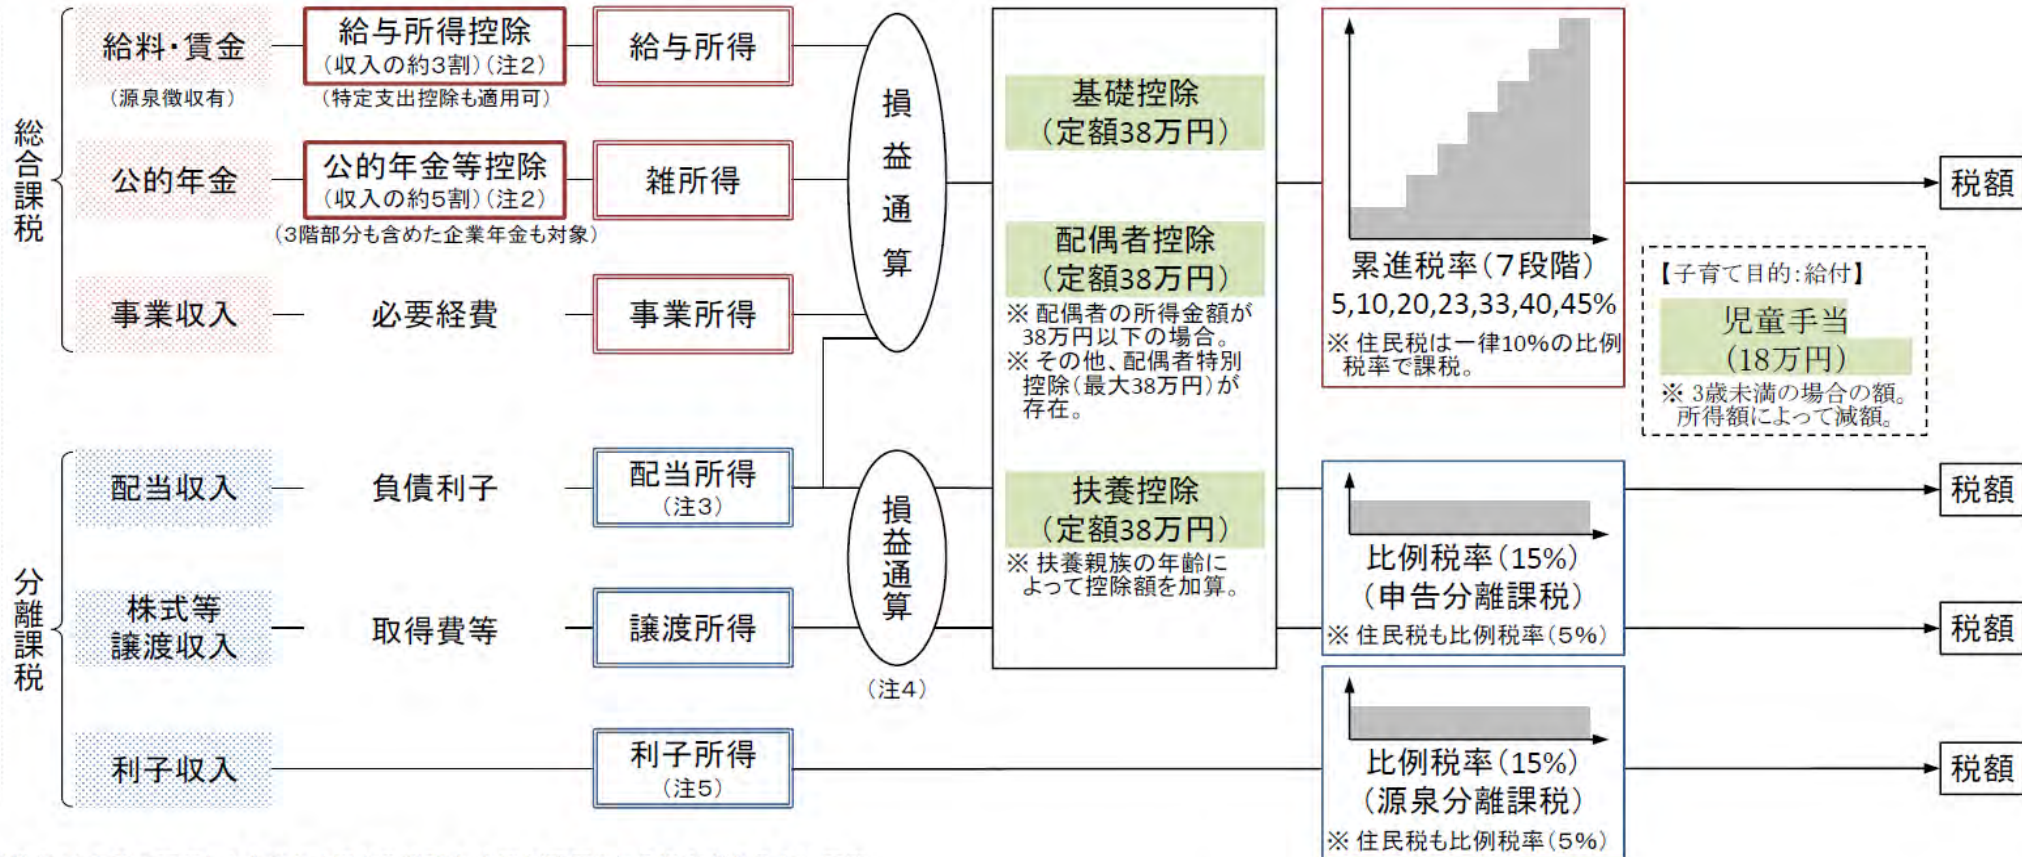 総合課税
給料・賃金
(源泉徴収有)
給与所得控除
(収入の約3割)(注2)
(特定支出控除も適用可)
給与所得
公的年金
公的年金等控除
(収入の約5割)(注2)
(3階部分も含めた企業年金も対象)
雑所得
事業収入
必要経費
事業所得
損益通算
分離課税
配当収入
負債利子
配当所得
(注3)
株式等
譲渡収入
取得費等
譲渡所得
損益通算
(注4)
利子収入
利子所得
(注5)
基礎控除
(定額38万円)
配偶者控除
(定額38万円)
※ 配偶者の所得金額が
38万円以下の場合。
※ その他、配偶者特別
控除(最大38万円)が
存在。
扶養控除
(定額38万円)
※ 扶養親族の年齢に
よって控除額を加算。
累進税率(7段階)
5,10,20,23,33,40,45%
※ 住民税は一律10%の比例
税率で課税。
税額
【子育て目的:給付】
児童手当
(18万円)
※ 3歳未満の場合の額。
所得額によって減額。
比例税率(15%)
(申告分離課税)
※ 住民税も比例税率(5%)
税額
税額
比例税率(15%)
(源泉分離課税)
※ 住民税も比例税率(5%)
税額